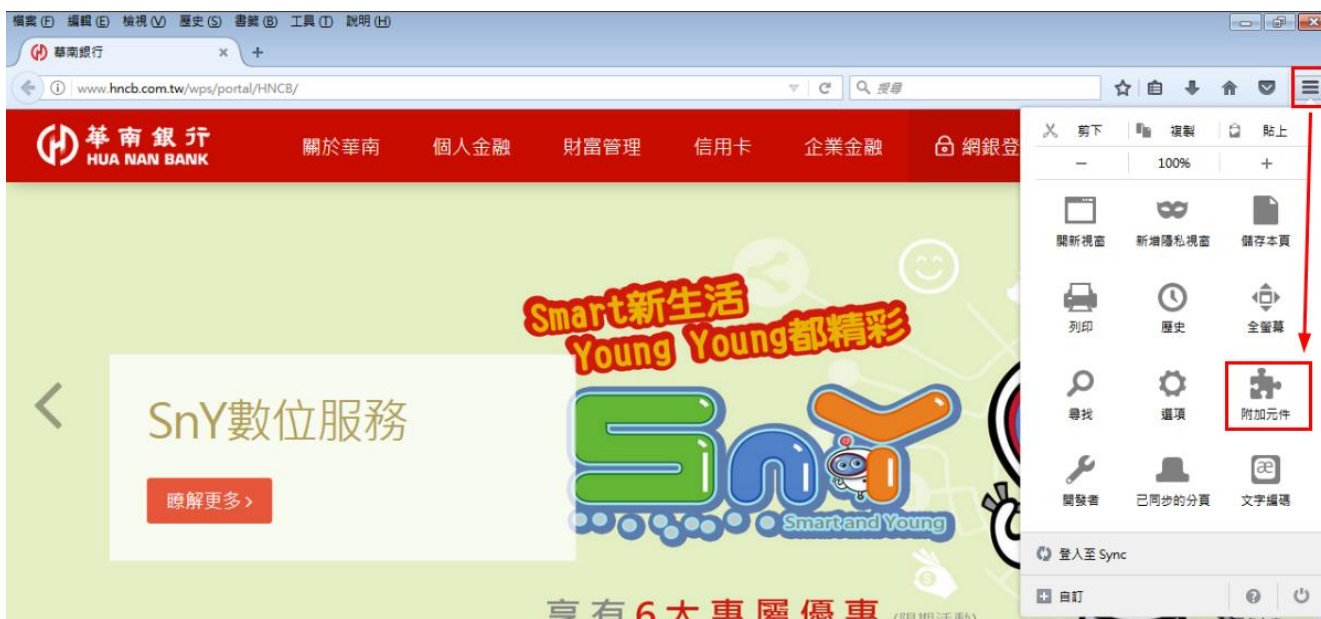 檔案(F) 編輯(E) 檢視(V) 歷史(S) 書籤(B) 工具(T) 說明(H)
華南銀行
www.hncb.com.tw/wps/portal/HNCB/
搜尋
華南銀行
HUA NAN BANK
關於華南 個人金融 財富管理 信用卡 企業金融 網銀登
剪下 複製 貼上
− 100% +
開新視窗 新增隱私視窗 儲存本頁
列印 歷史 全螢幕
尋找 選項 附加元件
開發者 已同步的分頁 文字編碼
登入至 Sync
自訂
Smart新生活
Young Young都精彩
SnY數位服務
瞭解更多 ›
SnY
Smart and Young
享有6大專屬優惠 (限期活動)